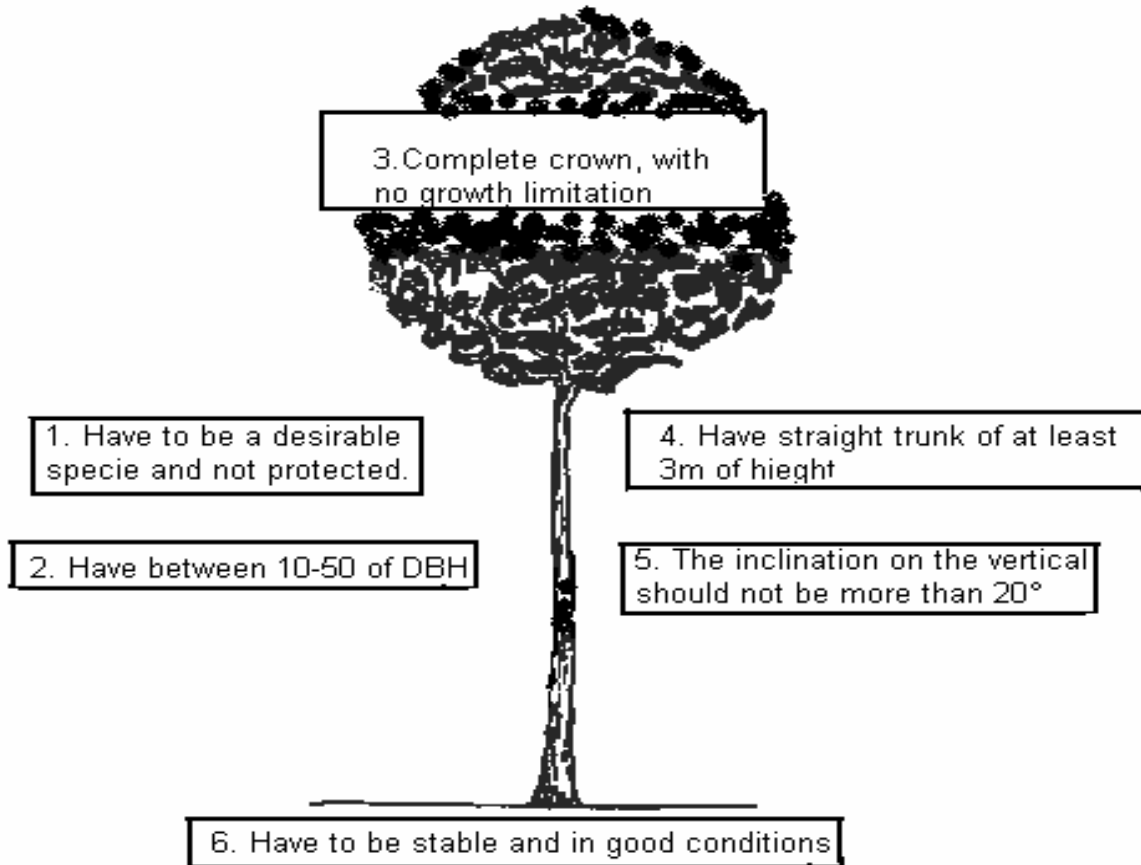 3.Complete crown, with
no growth limitation
1. Have to be a desirable
specie and not protected.
4. Have straight trunk of at least
3m of hieght
2. Have between 10-50 of DBH
5. The inclination on the vertical
should not be more than 20°
6. Have to be stable and in good conditions